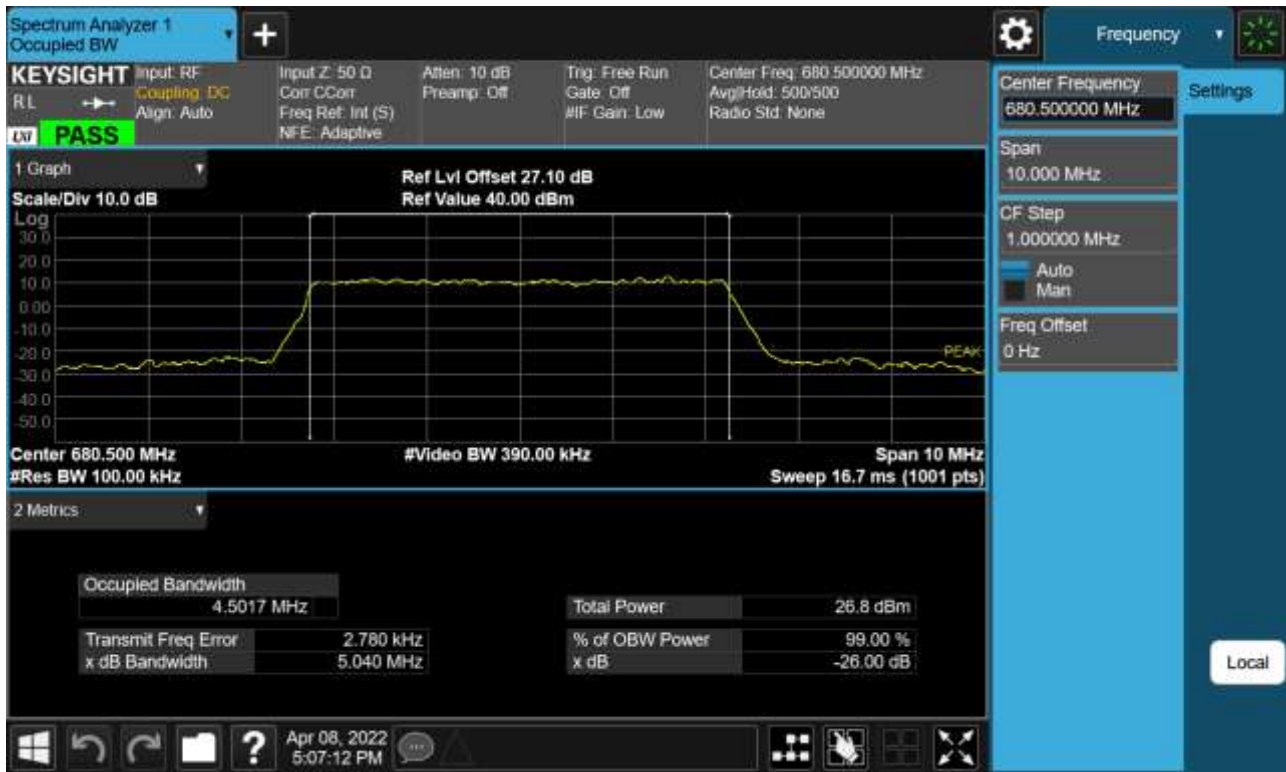 Spectrum Analyzer 1
Occupied BW
+
Frequency
KEYSIGHT
RL
LXI
PASS
Input: RF
Coupling: DC
Align: Auto
Input Z: 50 Ω
Corr CCorr
Freq Ref: Int (S)
NFE: Adaptive
Atten: 10 dB
Preamp: Off
Trig: Free Run
Gate: Off
#IF Gain: Low
Center Freq: 680.500000 MHz
Avg|Hold: 500/500
Radio Std: None
Center Frequency
680.500000 MHz
Settings
Span
10.000 MHz
CF Step
1.000000 MHz
Auto
Man
Freq Offset
0 Hz
Local
1 Graph
Scale/Div 10.0 dB
Ref Lvl Offset 27.10 dB
Ref Value 40.00 dBm
Log
30.0
20.0
10.0
0.00
-10.0
-20.0
-30.0
-40.0
-50.0
PEAK
Center 680.500 MHz
#Video BW 390.00 kHz
Span 10 MHz
#Res BW 100.00 kHz
Sweep 16.7 ms (1001 pts)
2 Metrics
Occupied Bandwidth
4.5017 MHz
Total Power 26.8 dBm
Transmit Freq Error 2.780 kHz
% of OBW Power 99.00 %
x dB Bandwidth 5.040 MHz
x dB -26.00 dB
?
Apr 08, 2022
5:07:12 PM